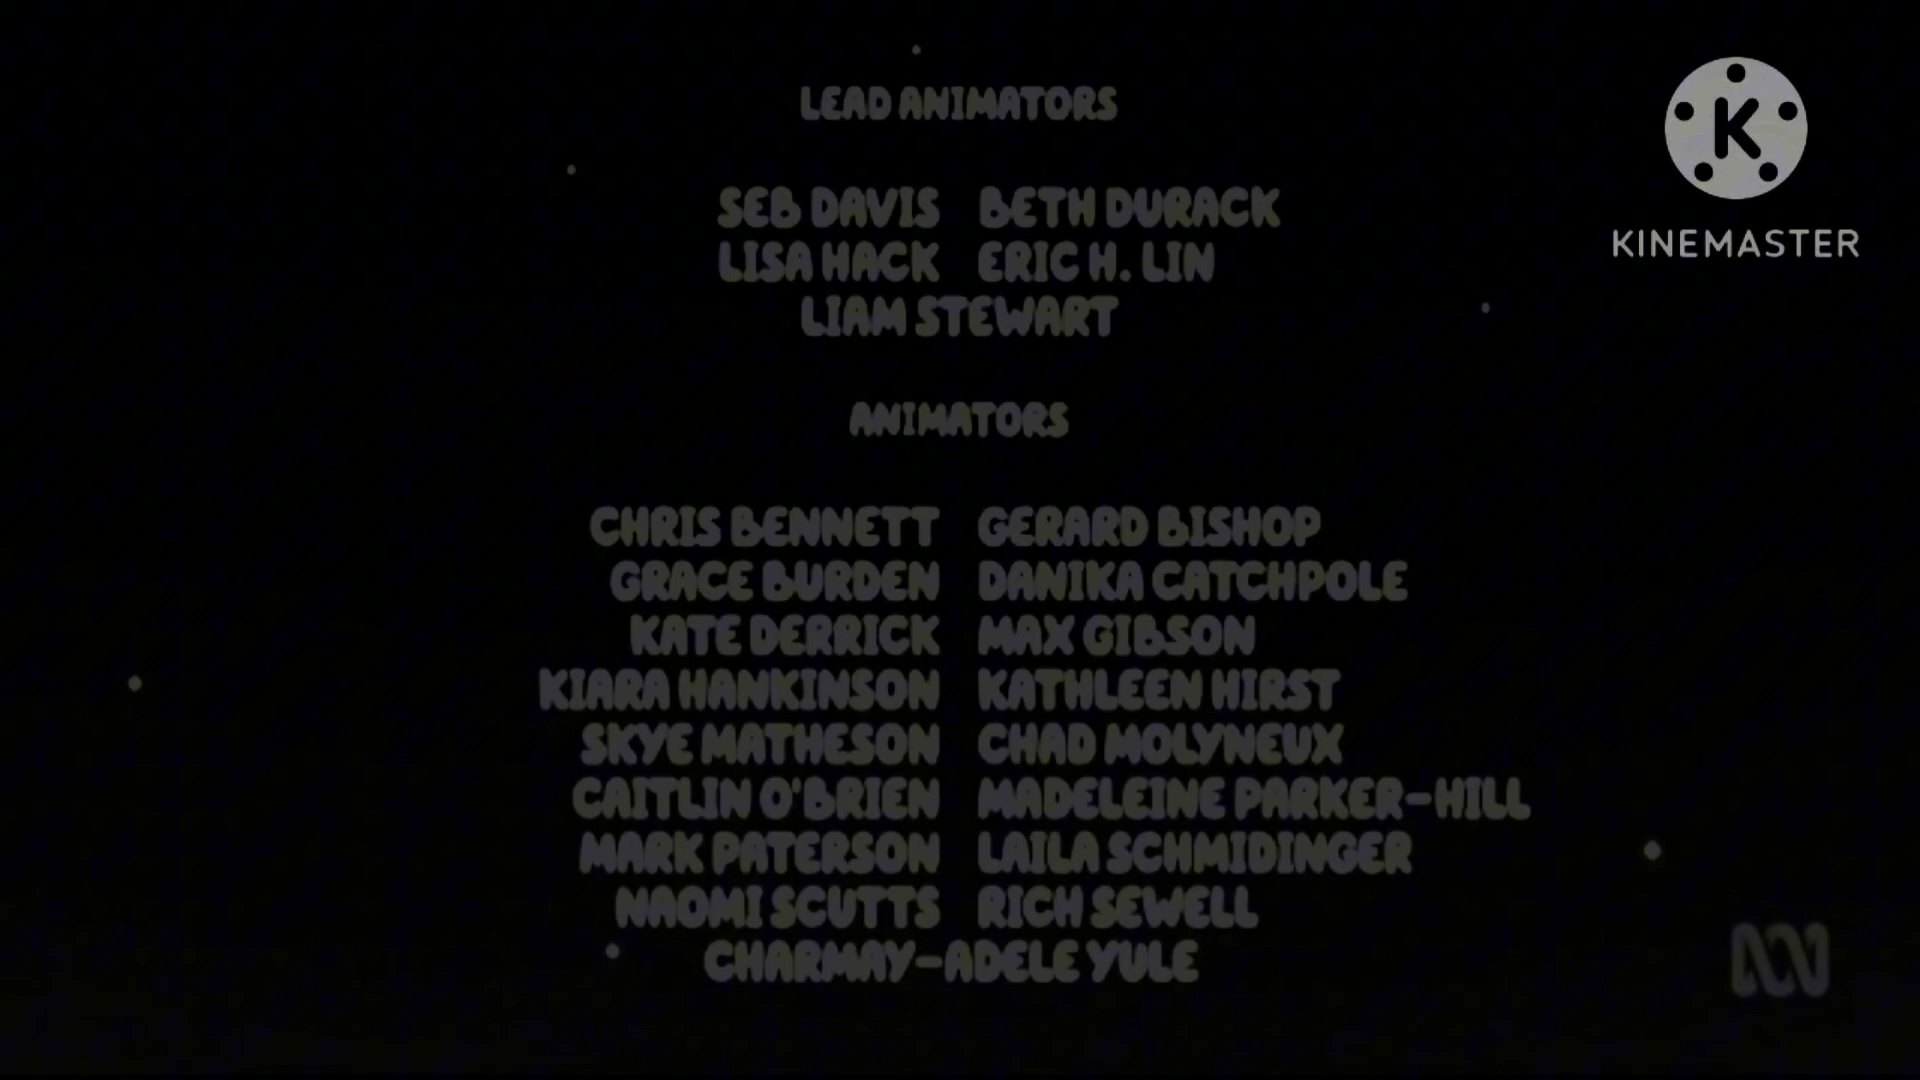 LEAD ANIMATORS
SEB DAVIS BETH DURACK
LISA HACK ERIC H. LIN
LIAM STEWART
ANIMATORS
CHRIS BENNETT GERARD BISHOP
GRACE BURDEN DANIKA CATCHPOLE
KATE DERRICK MAX GIBSON
KIARA HANKINSON KATHLEEN HIRST
SKYE MATHESON CHAD MOLYNEUX
CAITLIN O'BRIEN MADELEINE PARKER-HILL
MARK PATERSON LAILA SCHMIDINGER
NAOMI SCUTTS RICH SEWELL
CHARMAY-ADELE YULE
K
KINEMASTER